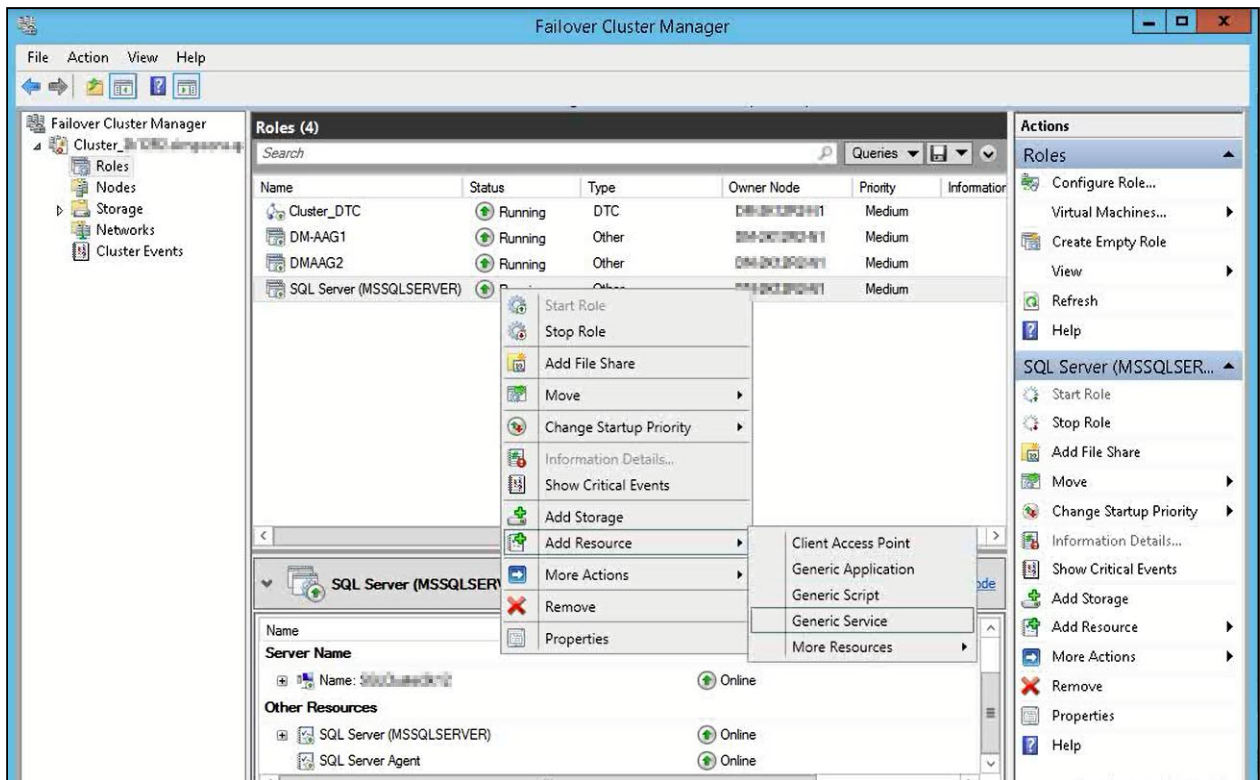 Failover Cluster Manager
File Action View Help
Failover Cluster Manager
Cluster_
Roles
Nodes
Storage
Networks
Cluster Events
Roles (4)
Search
Queries
Name Status Type Owner Node Priority Information
Cluster_DTC Running DTC Medium
DM-AAG1 Running Other Medium
DMAAG2 Running Other Medium
SQL Server (MSSQLSERVER) Medium
Start Role
Stop Role
Add File Share
Move
Change Startup Priority
Information Details...
Show Critical Events
Add Storage
Add Resource
More Actions
Remove
Properties
Client Access Point
Generic Application
Generic Script
Generic Service
More Resources
SQL Server (MSSQLSERV
Name
Server Name
Name: Online
Other Resources
SQL Server (MSSQLSERVER) Online
SQL Server Agent Online
Actions
Roles
Configure Role...
Virtual Machines...
Create Empty Role
View
Refresh
Help
SQL Server (MSSQLSER...
Start Role
Stop Role
Add File Share
Move
Change Startup Priority
Information Details...
Show Critical Events
Add Storage
Add Resource
More Actions
Remove
Properties
Help